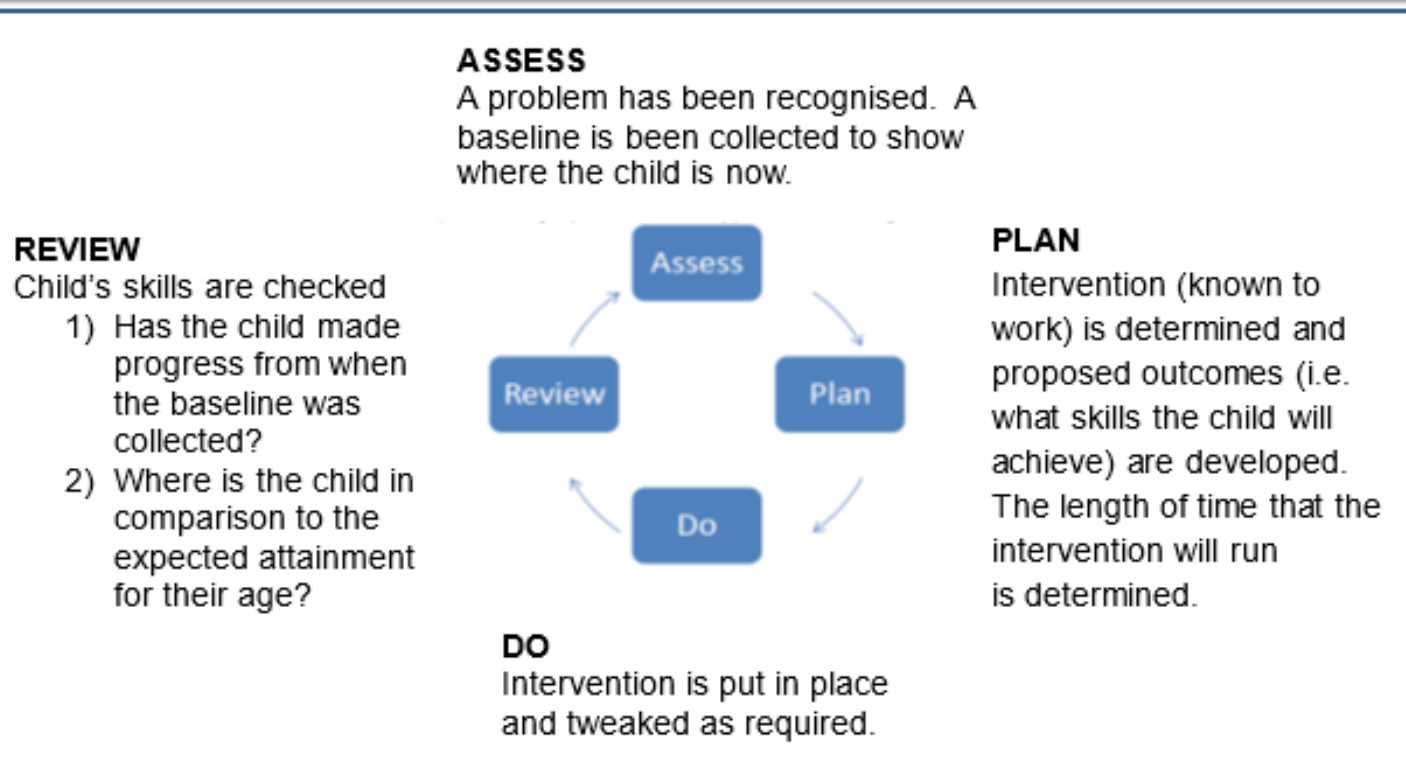 ASSESS
A problem has been recognised.  A
baseline is been collected to show
where the child is now.
REVIEW
Child's skills are checked
1) Has the child made
progress from when
the baseline was
collected?
2) Where is the child in
comparison to the
expected attainment
for their age?
Assess
Review
Plan
Do
PLAN
Intervention (known to
work) is determined and
proposed outcomes (i.e.
what skills the child will
achieve) are developed.
The length of time that the
intervention will run
is determined.
DO
Intervention is put in place
and tweaked as required.